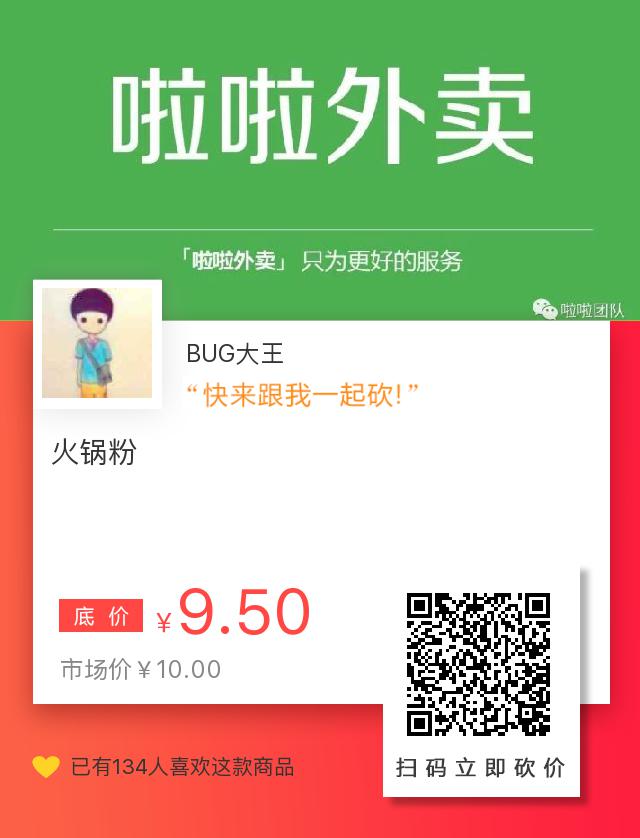 啦啦外卖
「啦啦外卖」只为更好的服务
啦啦团队
BUG大王
“快来跟我一起砍!”
火锅粉
底价 ¥9.50
市场价¥10.00
扫码立即砍价
已有134人喜欢这款商品